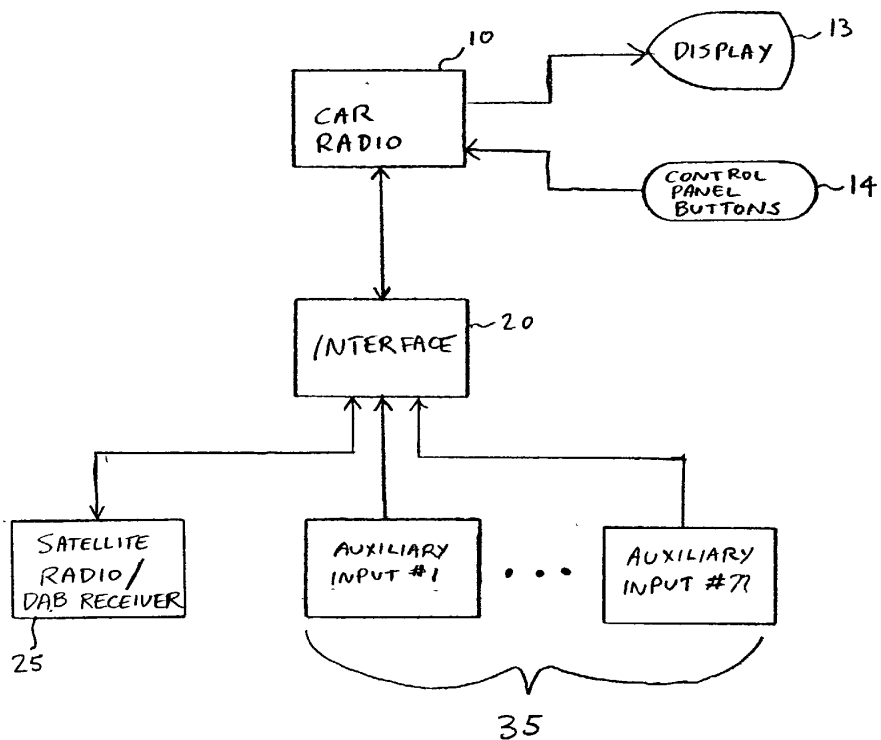 10
13
DISPLAY
CAR
RADIO
CONTROL
PANEL
BUTTONS
14
INTERFACE
20
SATELLITE
RADIO/
DAB RECEIVER
25
AUXILIARY
INPUT #1
• • •
AUXILIARY
INPUT #n
35